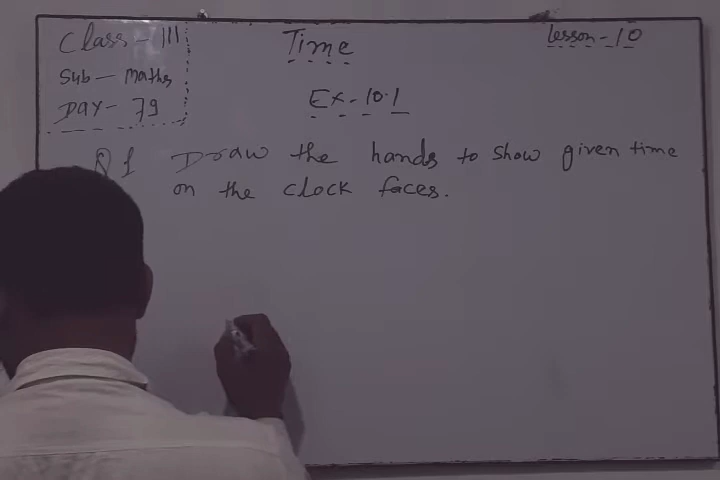 Class - III
Sub - Maths
Day - 79
Time
Lesson - 10
Ex - 10.1
Q 1 Draw the hands to show given time
on the clock faces.